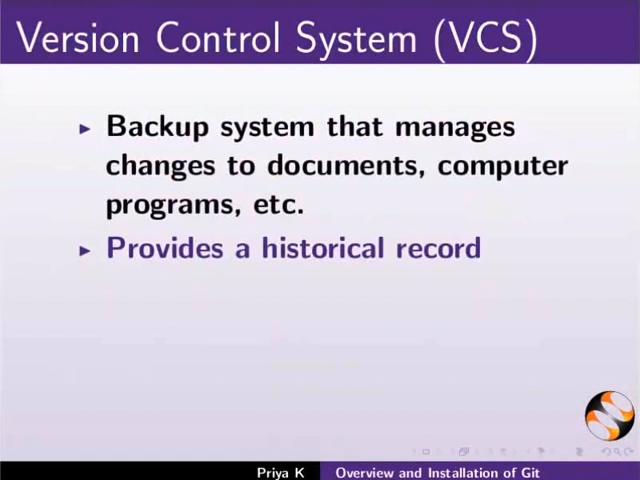 Version Control System (VCS)
Backup system that manages
changes to documents, computer
programs, etc.
Provides a historical record
Priya K Overview and Installation of Git